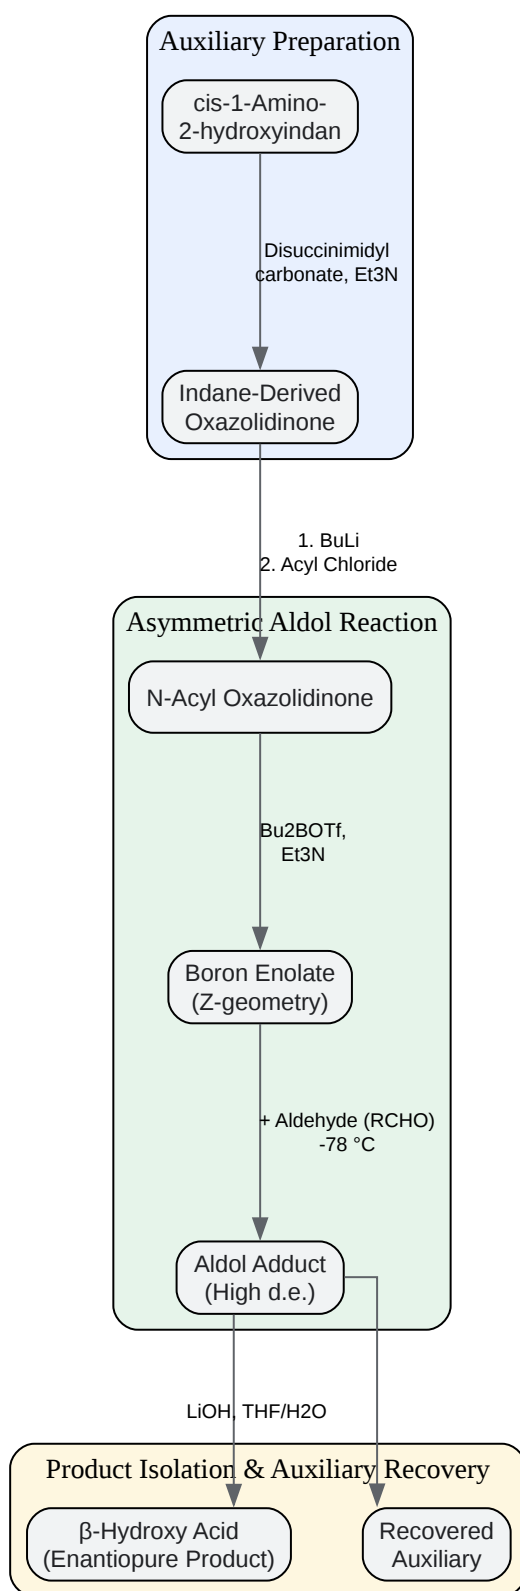 Auxiliary Preparation
cis-1-Amino-
2-hydroxyindan
Disuccinimidyl
carbonate, Et3N
Indane-Derived
Oxazolidinone
1. BuLi
2. Acyl Chloride
Asymmetric Aldol Reaction
N-Acyl Oxazolidinone
Bu2BOTf,
Et3N
Boron Enolate
(Z-geometry)
+ Aldehyde (RCHO)
-78 °C
Aldol Adduct
(High d.e.)
LiOH, THF/H2O
Product Isolation & Auxiliary Recovery
β-Hydroxy Acid
(Enantiopure Product)
Recovered
Auxiliary